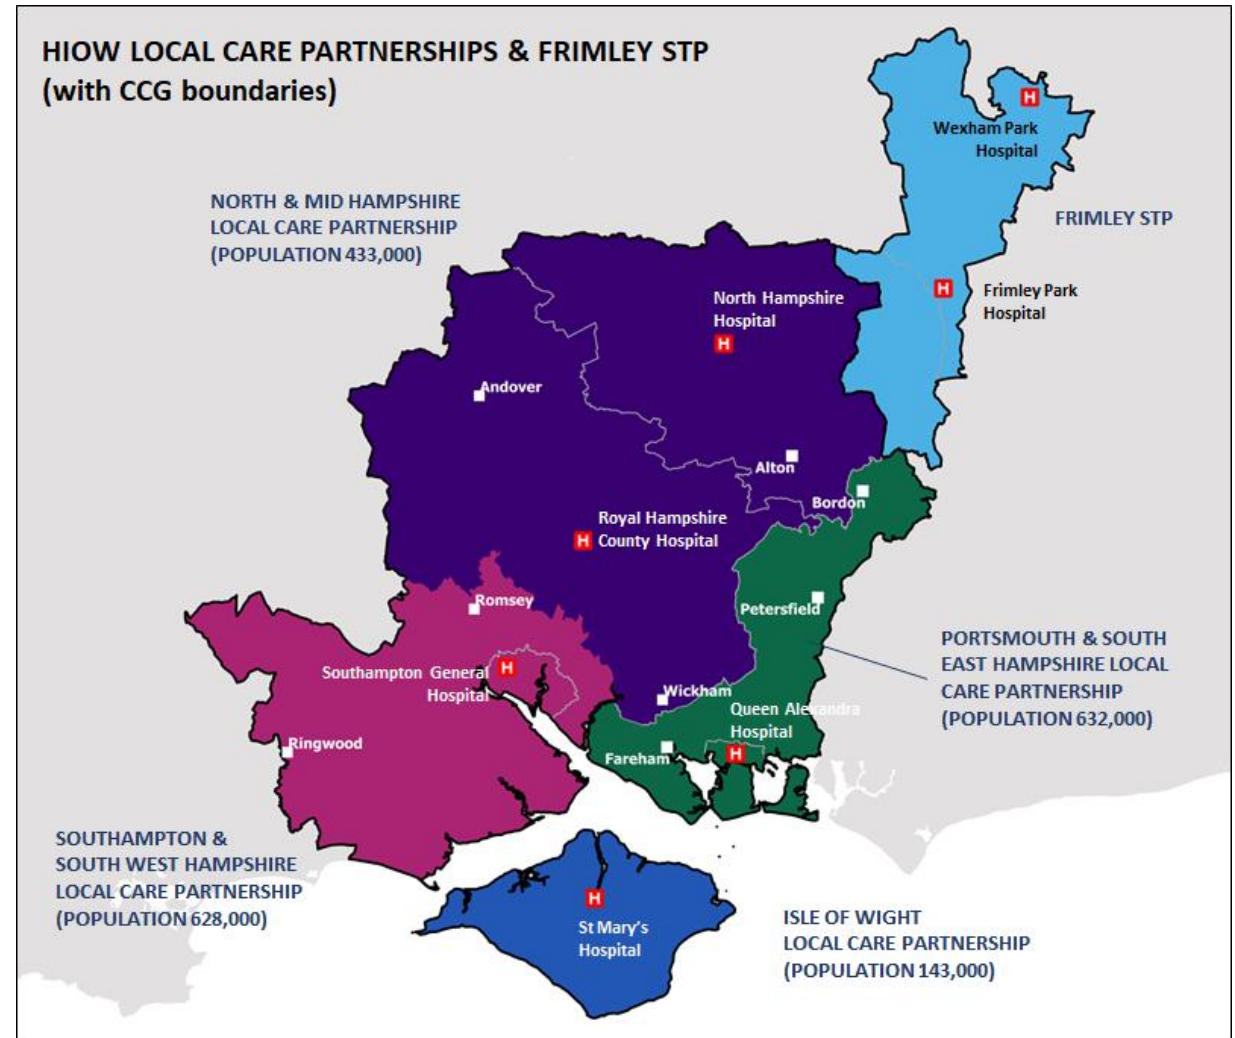 HIOW LOCAL CARE PARTNERSHIPS & FRIMLEY STP
(with CCG boundaries)
H
Wexham Park
Hospital
NORTH & MID HAMPSHIRE
LOCAL CARE PARTNERSHIP
(POPULATION 433,000)
FRIMLEY STP
H
Frimley Park
Hospital
North Hampshire
Hospital
H
Andover
Alton
Bordon
H
Royal Hampshire
County Hospital
Romsey
Petersfield
PORTSMOUTH & SOUTH
EAST HAMPSHIRE LOCAL
CARE PARTNERSHIP
(POPULATION 632,000)
Southampton General
Hospital
H
Wickham
Queen Alexandra
Hospital
H
Ringwood
Fareham
SOUTHAMPTON &
SOUTH WEST HAMPSHIRE
LOCAL CARE PARTNERSHIP
(POPULATION 628,000)
H
St Mary's
Hospital
ISLE OF WIGHT
LOCAL CARE PARTNERSHIP
(POPULATION 143,000)